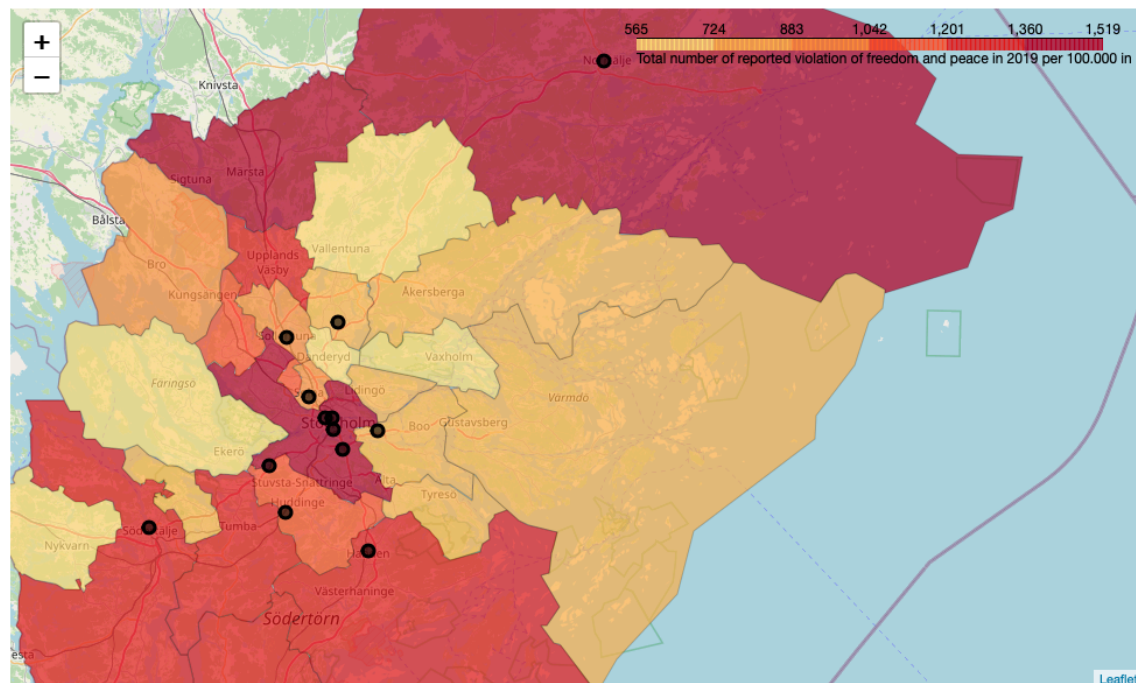 +
−
565 724 883 1,042 1,201 1,360 1,519
Total number of reported violation of freedom and peace in 2019 per 100.000 in
Knivsta
Sigtuna
Märsta
Bålsta
Vallentuna
Upplands
Väsby
Bro
Kungsängen
Åkersberga
Danderyd
Vaxholm
Färingsö
Lidingö
Värmdö
Boo
Gustavsberg
Ekerö
Stuvsta-Snättringe
Älta
Tyresö
Huddinge
Tumba
Nykvarn
Västerhaninge
Södertörn
Leaflet